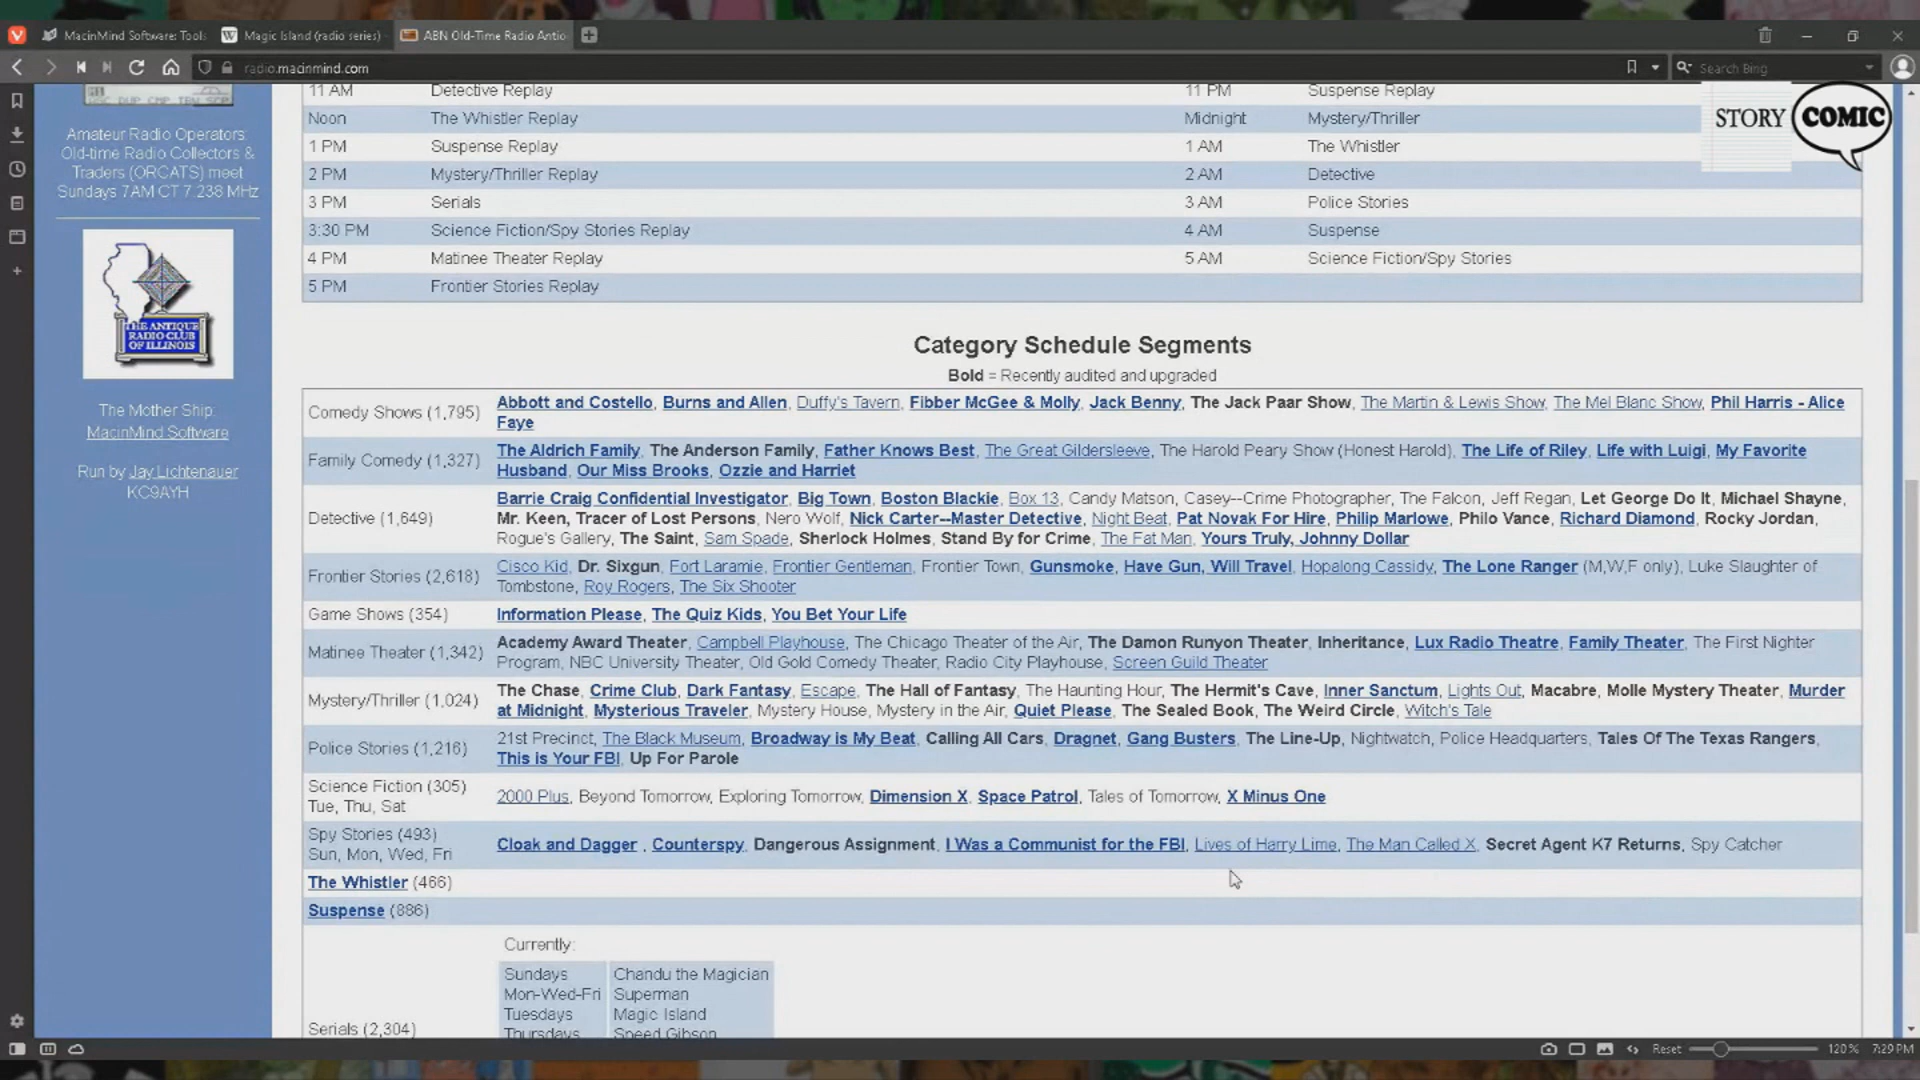 MacinMind Software: Tools
Magic Island (radio series) -
ABN Old-Time Radio Antio
radio.macinmind.com
Search Bing
STORY COMIC
11 AM Detective Replay 11 PM Suspense Replay
Noon The Whistler Replay Midnight Mystery/Thriller
1 PM Suspense Replay 1 AM The Whistler
2 PM Mystery/Thriller Replay 2 AM Detective
3 PM Serials 3 AM Police Stories
3:30 PM Science Fiction/Spy Stories Replay 4 AM Suspense
4 PM Matinee Theater Replay 5 AM Science Fiction/Spy Stories
5 PM Frontier Stories Replay
Amateur Radio Operators:
Old-time Radio Collectors &
Traders (ORCATS) meet
Sundays 7AM CT 7.238 MHz
THE ANTIQUE
RADIO CLUB
OF ILLINOIS
The Mother Ship:
MacinMind Software
Run by Jay Lichtenauer
KC9AYH
Category Schedule Segments
Bold = Recently audited and upgraded
Comedy Shows (1,795) Abbott and Costello, Burns and Allen, Duffy's Tavern, Fibber McGee & Molly, Jack Benny, The Jack Paar Show, The Martin & Lewis Show, The Mel Blanc Show, Phil Harris - Alice
Faye
Family Comedy (1,327) The Aldrich Family, The Anderson Family, Father Knows Best, The Great Gildersleeve, The Harold Peary Show (Honest Harold), The Life of Riley, Life with Luigi, My Favorite
Husband, Our Miss Brooks, Ozzie and Harriet
Detective (1,649) Barrie Craig Confidential Investigator, Big Town, Boston Blackie, Box 13, Candy Matson, Casey--Crime Photographer, The Falcon, Jeff Regan, Let George Do It, Michael Shayne,
Mr. Keen, Tracer of Lost Persons, Nero Wolf, Nick Carter--Master Detective, Night Beat, Pat Novak For Hire, Philip Marlowe, Philo Vance, Richard Diamond, Rocky Jordan,
Rogue's Gallery, The Saint, Sam Spade, Sherlock Holmes, Stand By for Crime, The Fat Man, Yours Truly, Johnny Dollar
Frontier Stories (2,618) Cisco Kid, Dr. Sixgun, Fort Laramie, Frontier Gentleman, Frontier Town, Gunsmoke, Have Gun, Will Travel, Hopalong Cassidy, The Lone Ranger (M,W,F only), Luke Slaughter of
Tombstone, Roy Rogers, The Six Shooter
Game Shows (354) Information Please, The Quiz Kids, You Bet Your Life
Matinee Theater (1,342) Academy Award Theater, Campbell Playhouse, The Chicago Theater of the Air, The Damon Runyon Theater, Inheritance, Lux Radio Theatre, Family Theater, The First Nighter
Program, NBC University Theater, Old Gold Comedy Theater, Radio City Playhouse, Screen Guild Theater
Mystery/Thriller (1,024) The Chase, Crime Club, Dark Fantasy, Escape, The Hall of Fantasy, The Haunting Hour, The Hermit's Cave, Inner Sanctum, Lights Out, Macabre, Molle Mystery Theater, Murder
at Midnight, Mysterious Traveler, Mystery House, Mystery in the Air, Quiet Please, The Sealed Book, The Weird Circle, Witch's Tale
Police Stories (1,216) 21st Precinct, The Black Museum, Broadway is My Beat, Calling All Cars, Dragnet, Gang Busters, The Line-Up, Nightwatch, Police Headquarters, Tales Of The Texas Rangers,
This is Your FBI, Up For Parole
Science Fiction (305)
Tue, Thu, Sat
2000 Plus, Beyond Tomorrow, Exploring Tomorrow, Dimension X, Space Patrol, Tales of Tomorrow, X Minus One
Spy Stories (493)
Sun, Mon, Wed, Fri
Cloak and Dagger , Counterspy, Dangerous Assignment, I Was a Communist for the FBI, Lives of Harry Lime, The Man Called X, Secret Agent K7 Returns, Spy Catcher
The Whistler (466)
Suspense (886)
Serials (2,304)
Currently:
Sundays Chandu the Magician
Mon-Wed-Fri Superman
Tuesdays Magic Island
Thursdays Speed Gibson
Reset 120 % 7:29 PM